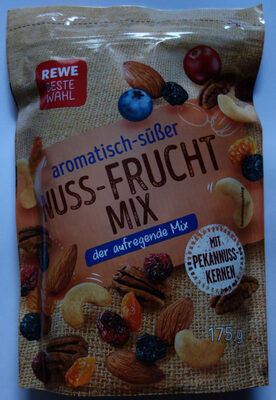 REWE
BESTE
WAHL
aromatisch-süßer
NUSS-FRUCHT
MIX
der aufregende Mix
MIT
PEKANNUSS-
KERNEN
175 g